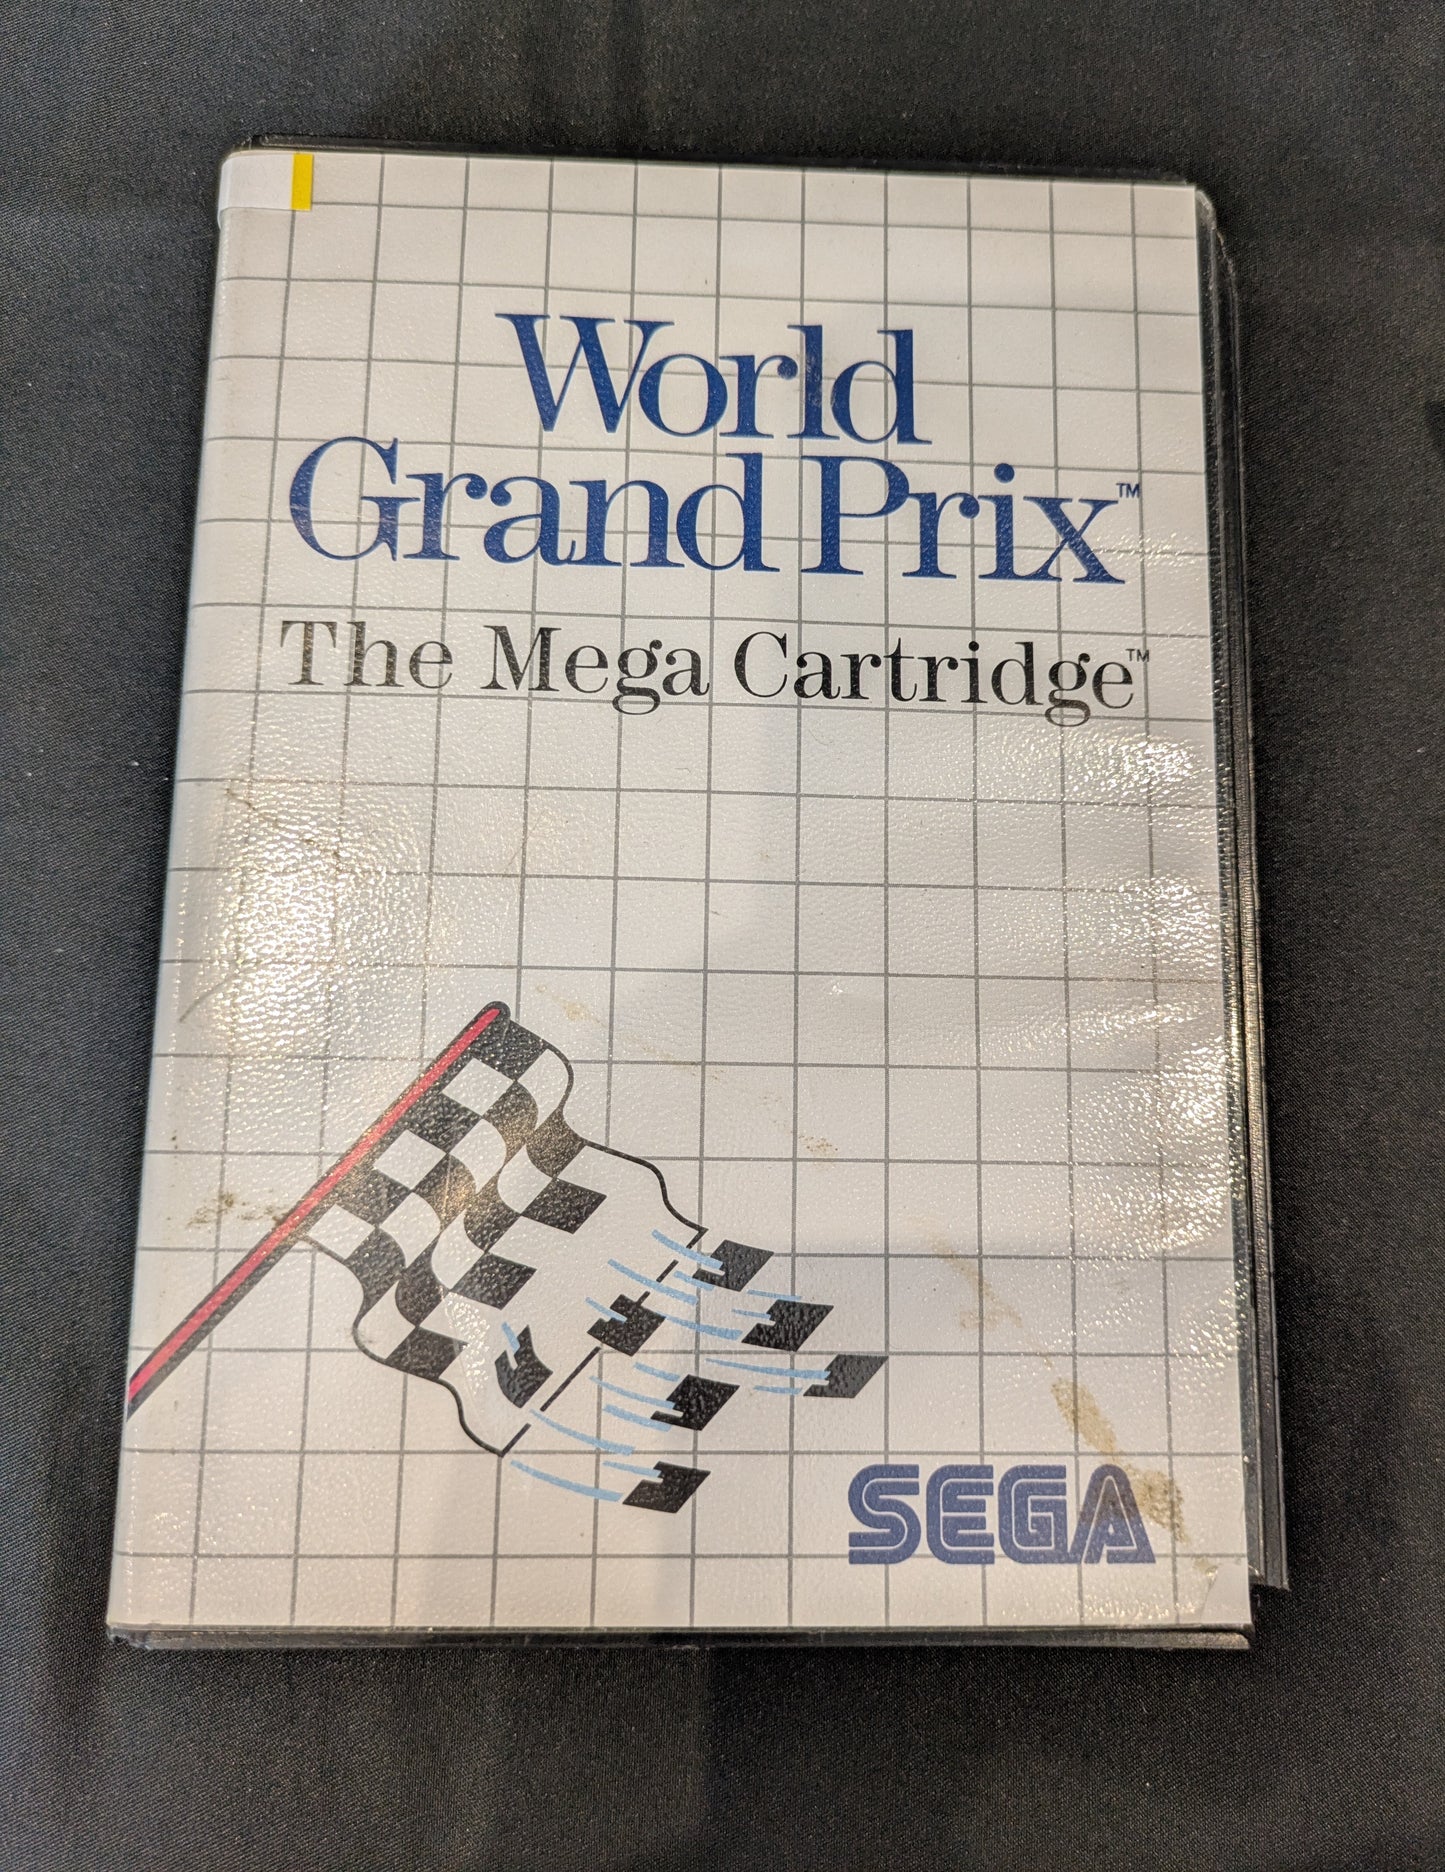 World
Grand Prix™
The Mega Cartridge™
SEGA